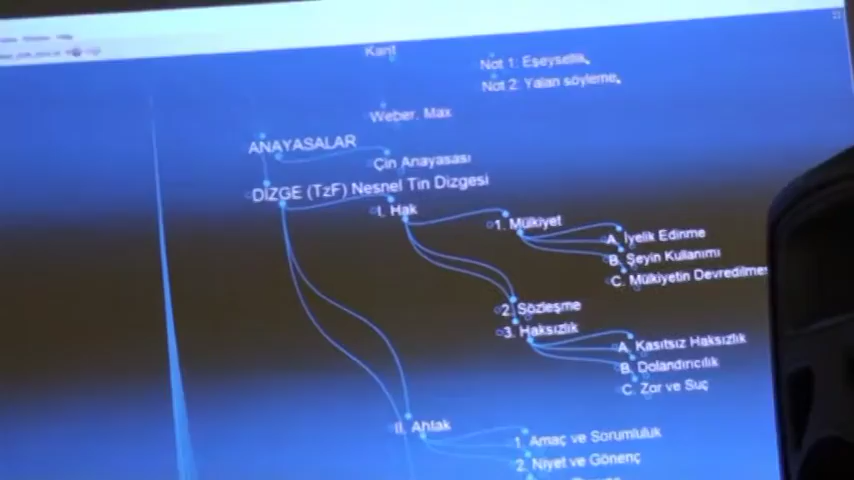 Kant
Not 1: Eşeysellik
Not 2: Yalan söyleme
Weber. Max
ANAYASALAR
Çin Anayasası
DİZGE (TzF) Nesnel Tin Dizgesi
I. Hak
1. Mülkiyet
A. İyelik Edinme
B. Şeyin Kullanımı
C. Mülkiyetin Devredilmes
2. Sözleşme
3. Haksızlık
A. Kasıtsız Haksızlık
B. Dolandırıcılık
C. Zor ve Suç
II. Ahlak
1. Amaç ve Sorumluluk
2. Niyet ve Gönenç